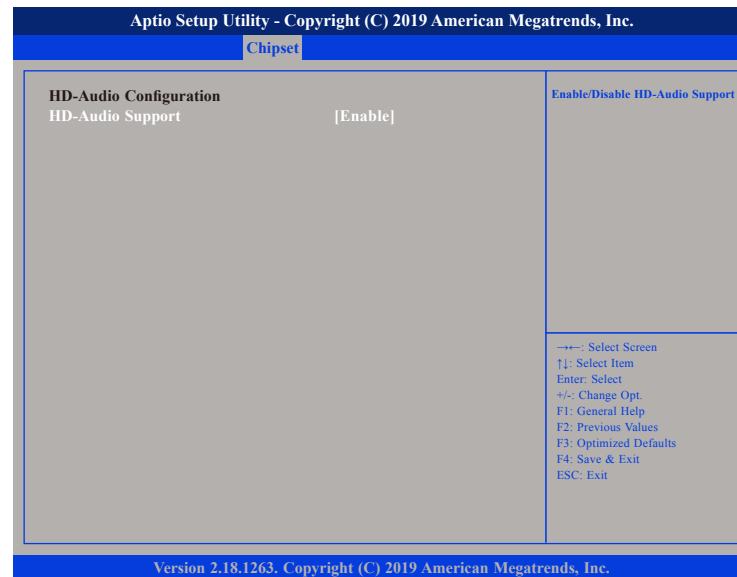 Aptio Setup Utility - Copyright (C) 2019 American Megatrends, Inc.
Chipset
HD-Audio Configuration
HD-Audio Support [Enable]
Enable/Disable HD-Audio Support
→←: Select Screen
↑↓: Select Item
Enter: Select
+/-: Change Opt.
F1: General Help
F2: Previous Values
F3: Optimized Defaults
F4: Save & Exit
ESC: Exit
Version 2.18.1263. Copyright (C) 2019 American Megatrends, Inc.